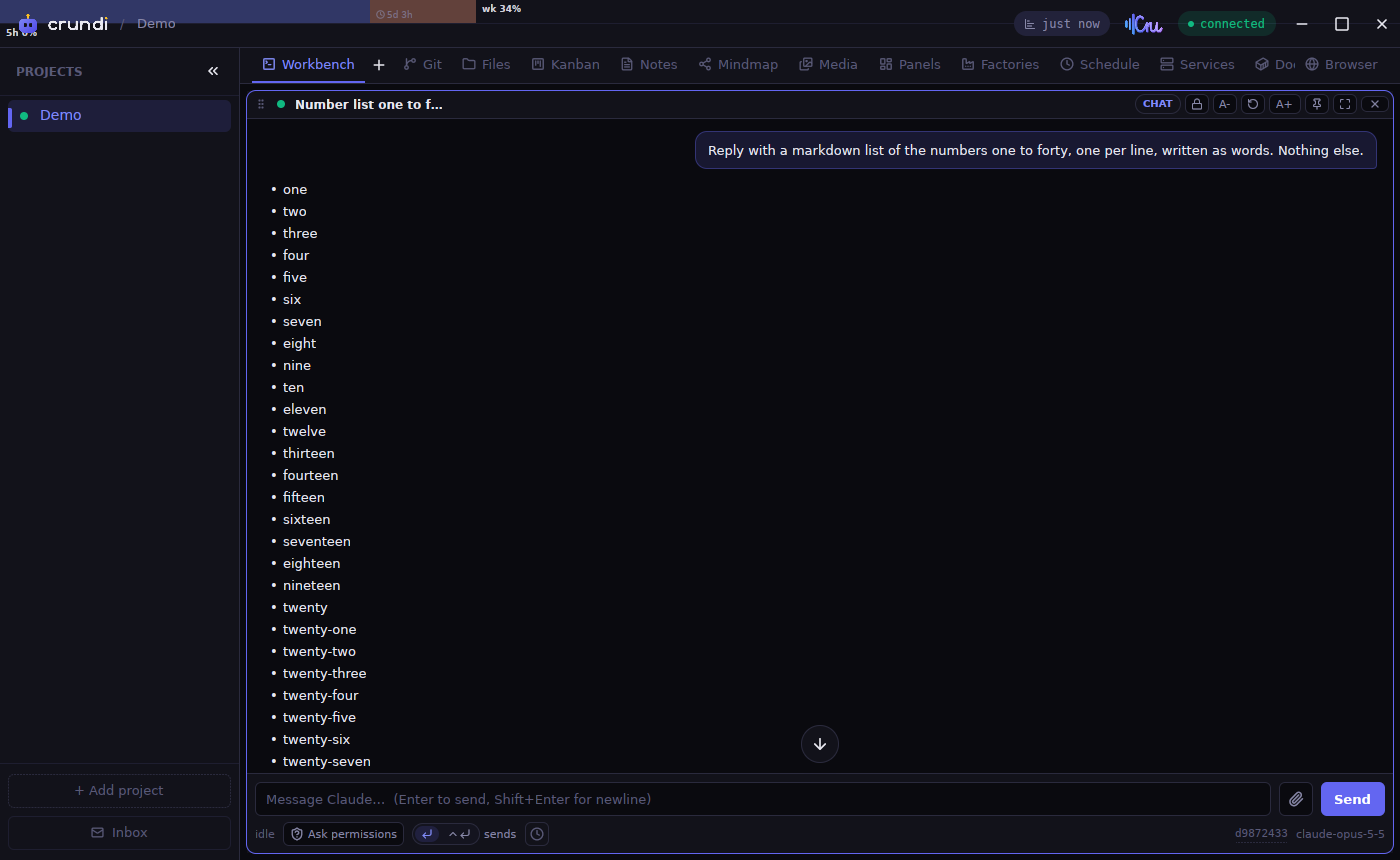 5h 0%
5d 3h
wk 34%
crundi / Demo
just now
Cru
connected
PROJECTS
Demo
+ Add project
Inbox
Workbench + Git Files Kanban Notes Mindmap Media Panels Factories Schedule Services Doc Browser
Number list one to f…
CHAT A- A+
Reply with a markdown list of the numbers one to forty, one per line, written as words. Nothing else.
• one
• two
• three
• four
• five
• six
• seven
• eight
• nine
• ten
• eleven
• twelve
• thirteen
• fourteen
• fifteen
• sixteen
• seventeen
• eighteen
• nineteen
• twenty
• twenty-one
• twenty-two
• twenty-three
• twenty-four
• twenty-five
• twenty-six
• twenty-seven
Message Claude… (Enter to send, Shift+Enter for newline)
Send
idle Ask permissions sends
d9872433 claude-opus-5-5